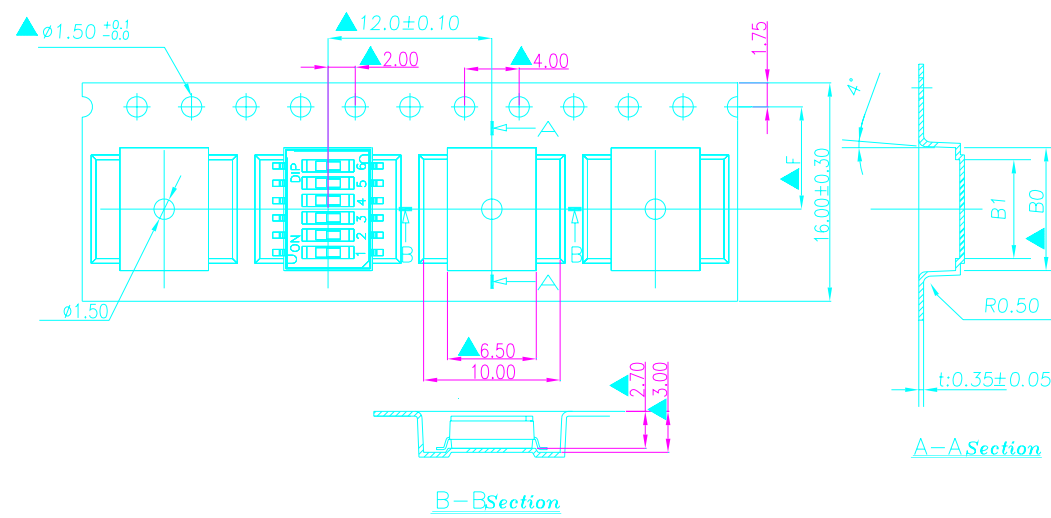 ø1.50 +0.1 -0.0
12.0±0.10
2.00
4.00
1.75
4°
A
F
16.00±0.30
B1
B0
DIP
ON
6
5
4
3
2
1
B
B
A
ø1.50
R0.50
6.50
10.00
2.70
3.00
t:0.35±0.05
A-A Section
B-B Section